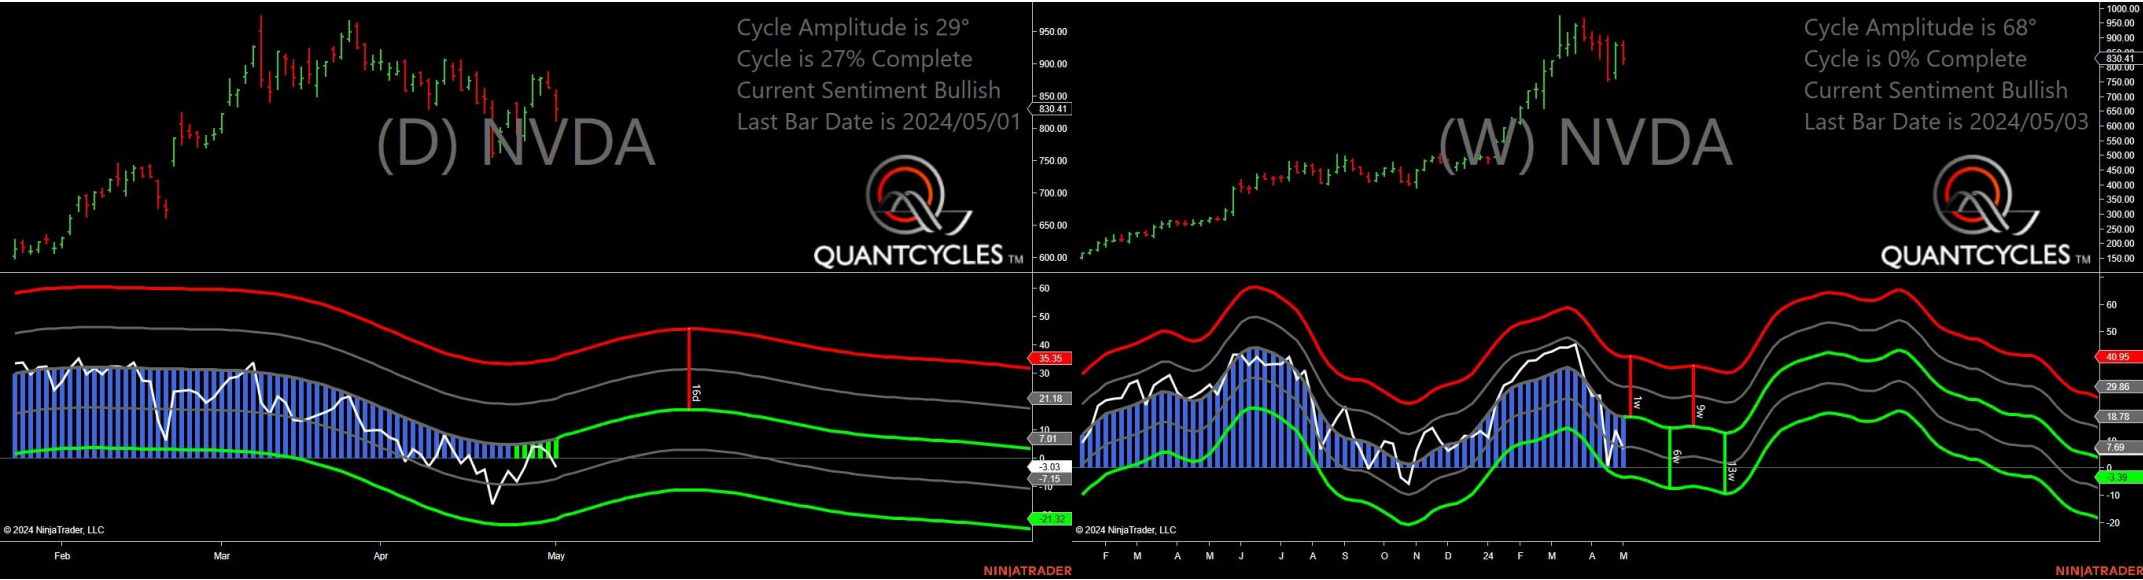 Cycle Amplitude is 29°
Cycle is 27% Complete
Current Sentiment Bullish
Last Bar Date is 2024/05/01
(D) NVDA
QUANTCYCLES TM
950.00
900.00
850.00
830.41
800.00
750.00
700.00
650.00
600.00
60
50
40
35.35
30
21.18
10
7.01
0
-3.03
-7.15
-10
-21.32
16d
© 2024 NinjaTrader, LLC
Feb Mar Apr May
NINJATRADER
Cycle Amplitude is 68°
Cycle is 0% Complete
Current Sentiment Bullish
Last Bar Date is 2024/05/03
(W) NVDA
QUANTCYCLES TM
1000.00
950.00
900.00
830.41
800.00
750.00
700.00
650.00
600.00
550.00
500.00
450.00
400.00
350.00
300.00
250.00
200.00
150.00
60
50
40.95
29.86
18.78
7.69
0
-3.39
-10
-20
1w
9w
6w
13w
© 2024 NinjaTrader, LLC
F M A M J J A S O N D 24 F M A M
NINJATRADER